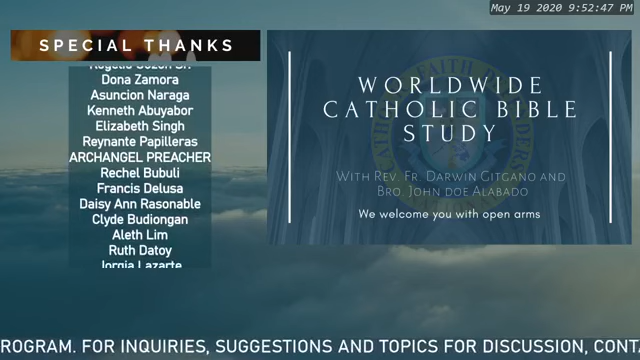 May 19 2020 9:52:47 PM
SPECIAL THANKS
Dona Zamora
Asuncion Naraga
Kenneth Abuyabor
Elizabeth Singh
Reynante Papilleras
ARCHANGEL PREACHER
Rechel Bubuli
Francis Delusa
Daisy Ann Rasonable
Clyde Budiongan
Aleth Lim
Ruth Datoy
Jorgia Lazarte
WORLDWIDE
CATHOLIC BIBLE
STUDY
WITH REV. FR. DARWIN GITGANO AND
BRO. JOHN DOE ALABADO
We welcome you with open arms
ROGRAM. FOR INQUIRIES, SUGGESTIONS AND TOPICS FOR DISCUSSION, CONT